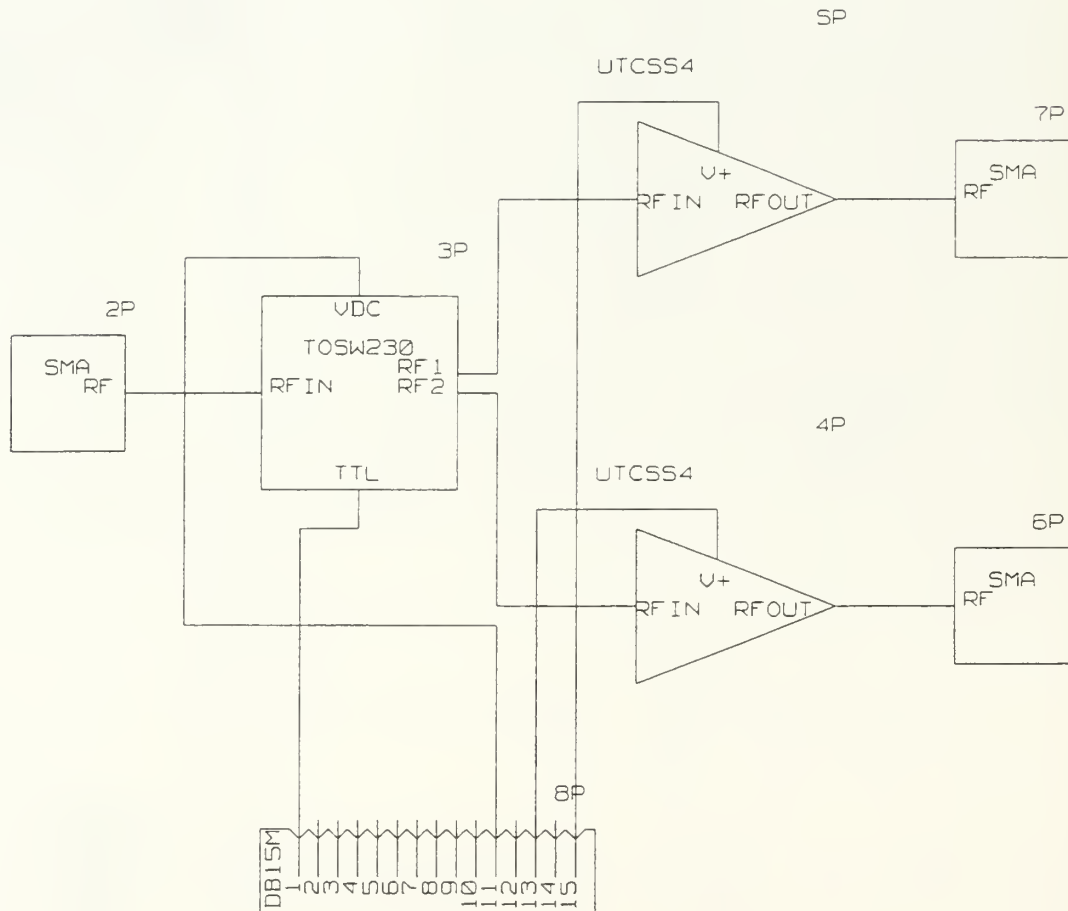 5P
UTCSS4
7P
SMA
RF
V+
RFIN
RFOUT
3P
2P
VDC
TOSW230
SMA
RF
RFIN
RF1
RF2
TTL
4P
UTCSS4
6P
SMA
RF
V+
RFIN
RFOUT
8P
DB15M
1
2
3
4
5
6
7
8
9
10
11
12
13
14
15